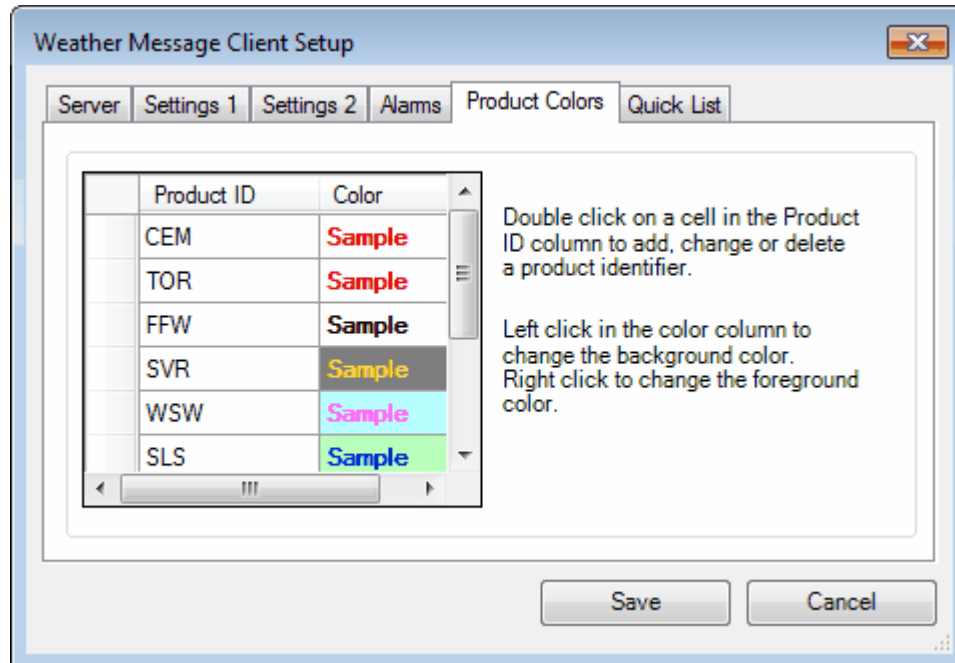 Weather Message Client Setup
Server Settings 1 Settings 2 Alarms Product Colors Quick List
Product ID Color
CEM Sample
TOR Sample
FFW Sample
SVR Sample
WSW Sample
SLS Sample
Double click on a cell in the Product
ID column to add, change or delete
a product identifier.
Left click in the color column to
change the background color.
Right click to change the foreground
color.
Save Cancel